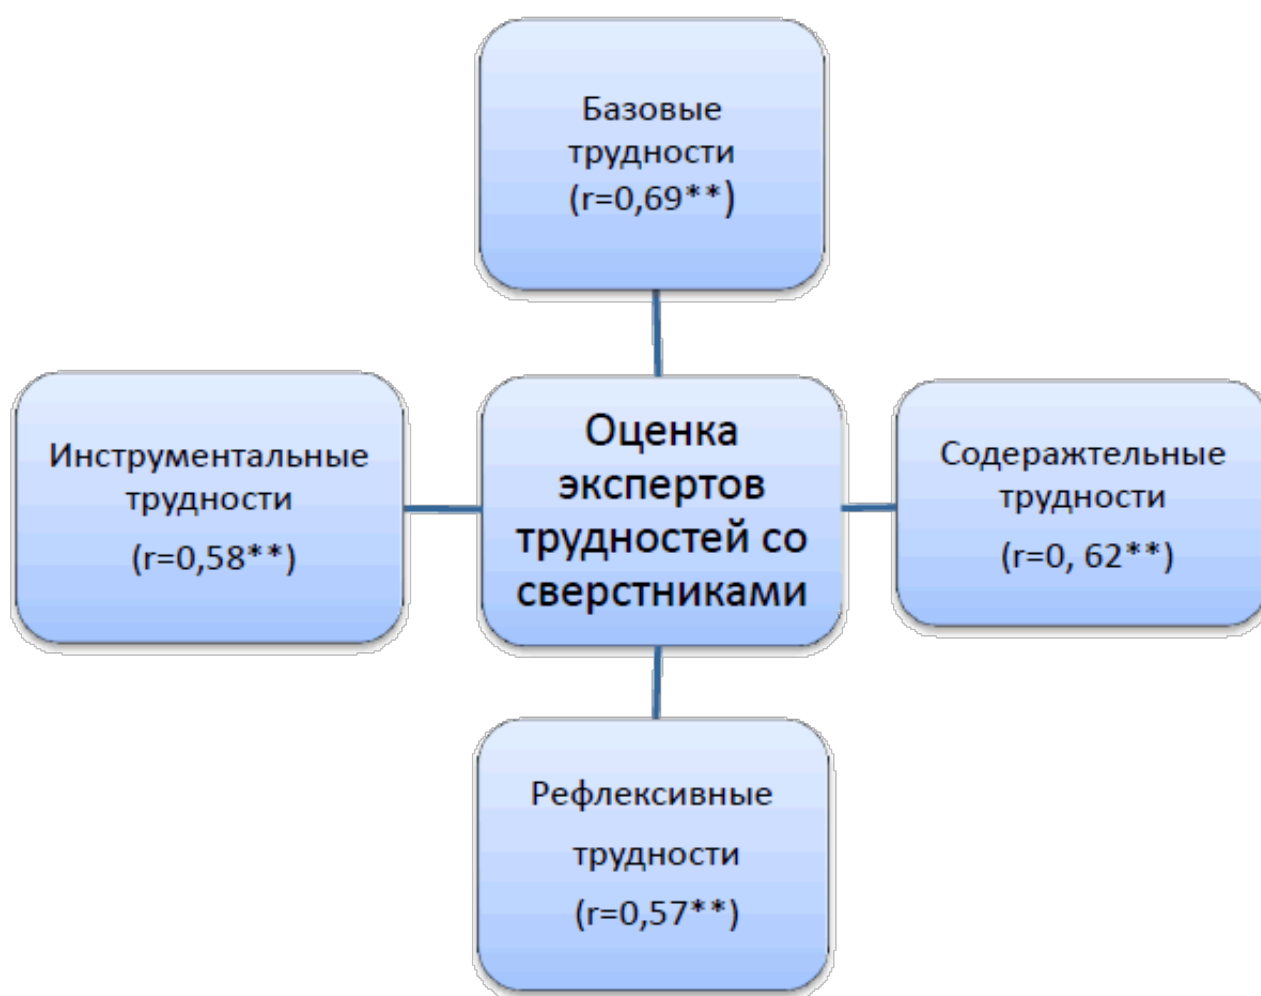 Базовые
трудности
(r=0,69**)
Инструментальные
трудности
(r=0,58**)
Оценка
экспертов
трудностей со
сверстниками
Содеражтельные
трудности
(r=0, 62**)
Рефлексивные
трудности
(r=0,57**)